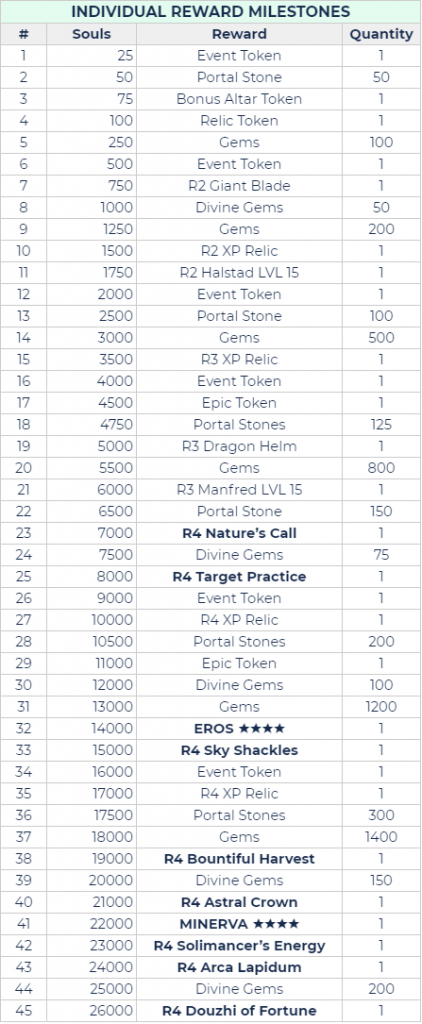 INDIVIDUAL REWARD MILESTONES
# Souls Reward Quantity
1 25 Event Token 1
2 50 Portal Stone 50
3 75 Bonus Altar Token 1
4 100 Relic Token 1
5 250 Gems 100
6 500 Event Token 1
7 750 R2 Giant Blade 1
8 1000 Divine Gems 50
9 1250 Gems 200
10 1500 R2 XP Relic 1
11 1750 R2 Halstad LVL 15 1
12 2000 Event Token 1
13 2500 Portal Stone 100
14 3000 Gems 500
15 3500 R3 XP Relic 1
16 4000 Event Token 1
17 4500 Epic Token 1
18 4750 Portal Stones 125
19 5000 R3 Dragon Helm 1
20 5500 Gems 800
21 6000 R3 Manfred LVL 15 1
22 6500 Portal Stone 150
23 7000 R4 Nature’s Call 1
24 7500 Divine Gems 75
25 8000 R4 Target Practice 1
26 9000 Event Token 1
27 10000 R4 XP Relic 1
28 10500 Portal Stones 200
29 11000 Epic Token 1
30 12000 Divine Gems 100
31 13000 Gems 1200
32 14000 EROS ★★★★ 1
33 15000 R4 Sky Shackles 1
34 16000 Event Token 1
35 17000 R4 XP Relic 1
36 17500 Portal Stones 300
37 18000 Gems 1400
38 19000 R4 Bountiful Harvest 1
39 20000 Divine Gems 150
40 21000 R4 Astral Crown 1
41 22000 MINERVA ★★★★ 1
42 23000 R4 Solimancer’s Energy 1
43 24000 R4 Arca Lapidum 1
44 25000 Divine Gems 200
45 26000 R4 Douzhi of Fortune 1